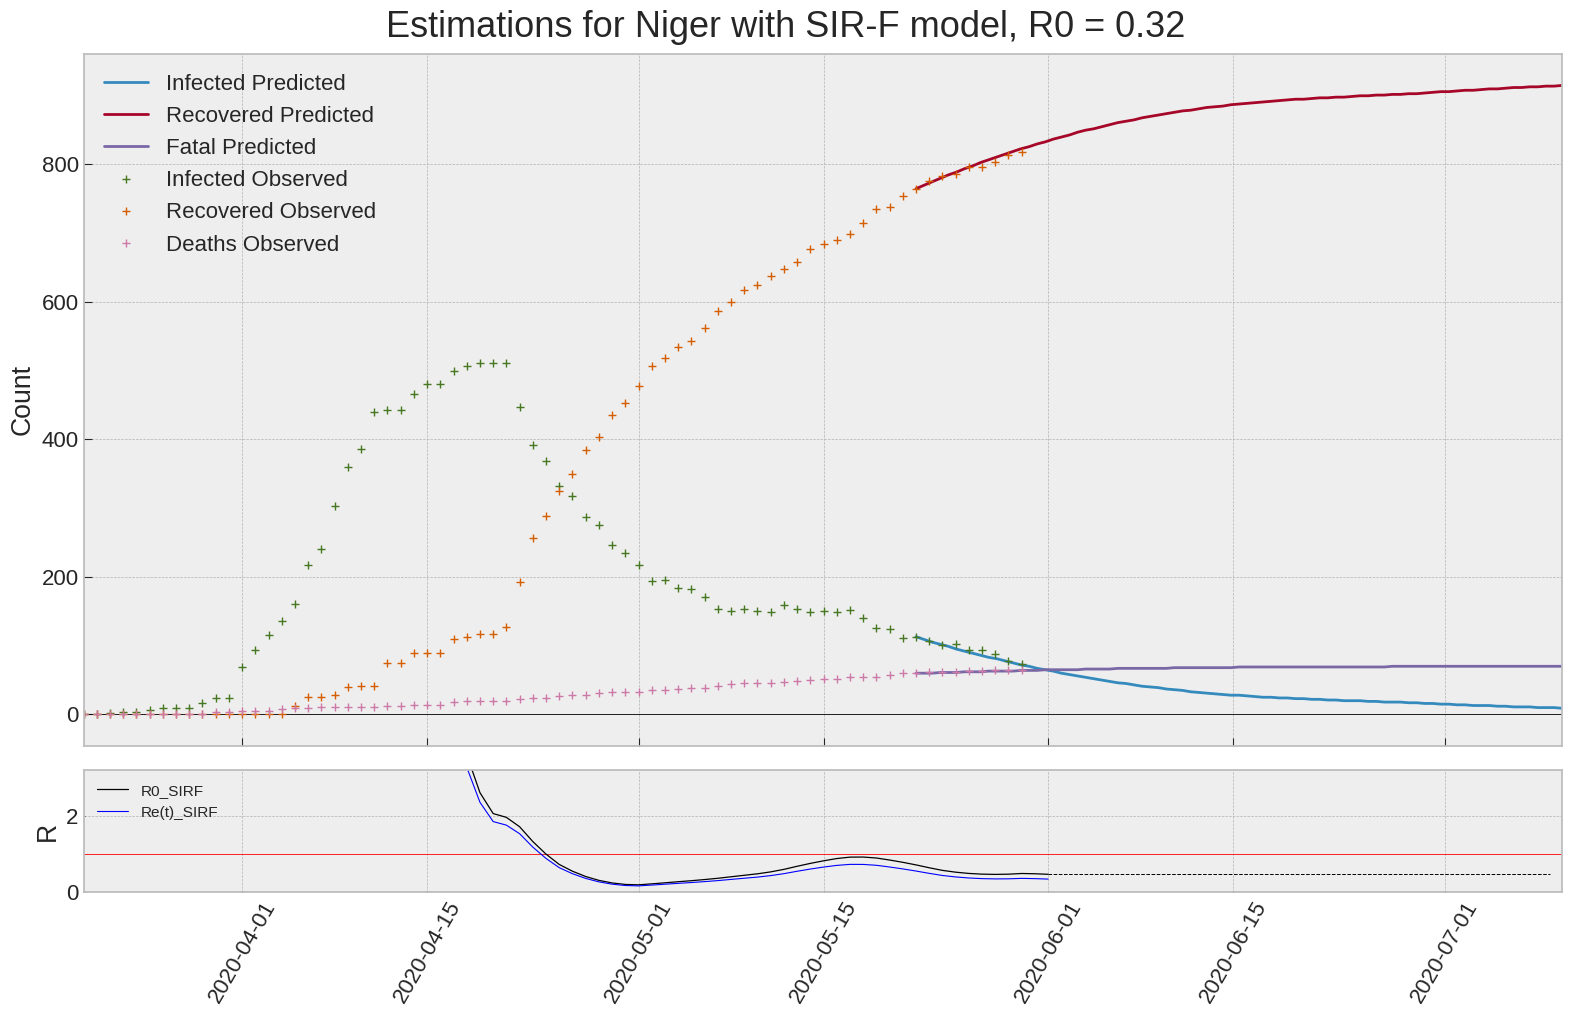 Estimations for Niger with SIR-F model, R0 = 0.32
Infected Predicted
Recovered Predicted
Fatal Predicted
Infected Observed
Recovered Observed
Deaths Observed
Count
800
600
400
200
0
R0_SIRF
Re(t)_SIRF
R
2
0
2020-04-01
2020-04-15
2020-05-01
2020-05-15
2020-06-01
2020-06-15
2020-07-01